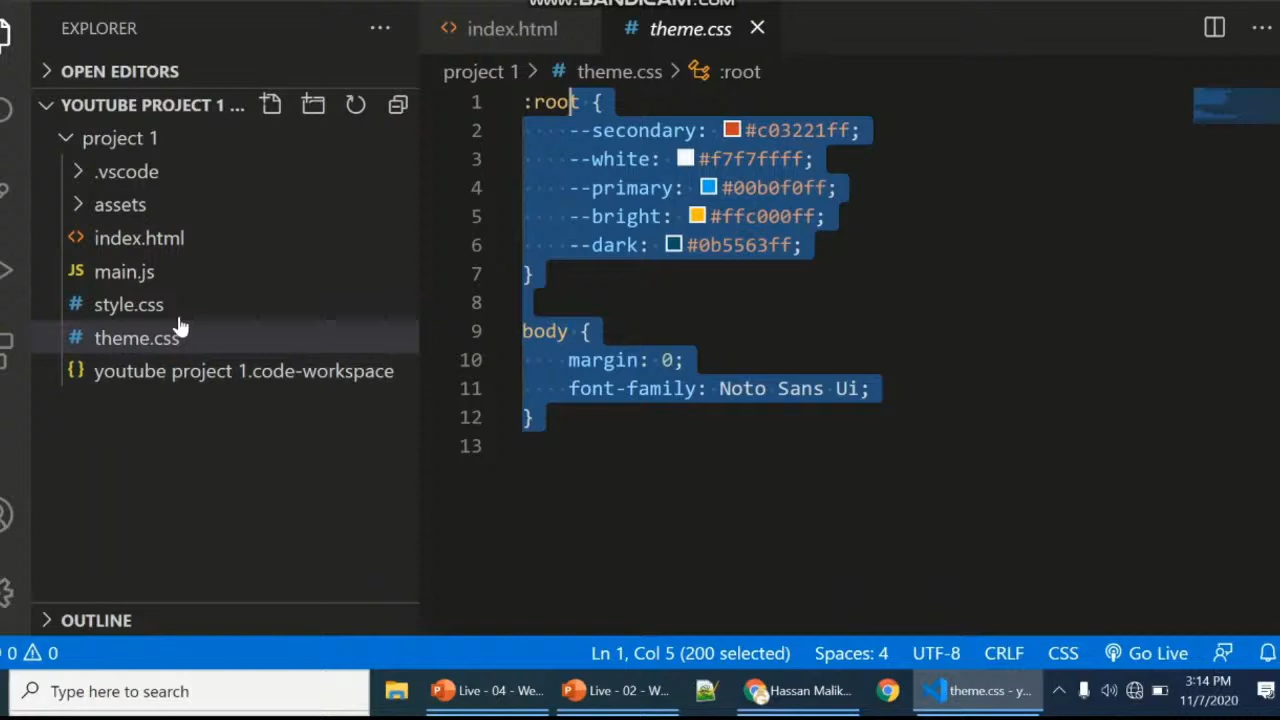 www.BANDICAM.COM
EXPLORER
OPEN EDITORS
YOUTUBE PROJECT 1 ...
project 1
.vscode
assets
index.html
JS main.js
# style.css
# theme.css
{} youtube project 1.code-workspace
OUTLINE
<> index.html
# theme.css
project 1 > # theme.css > :root
1 :root {
2 --secondary: #c03221ff;
3 --white: #f7f7ffff;
4 --primary: #00b0f0ff;
5 --bright: #ffc000ff;
6 --dark: #0b5563ff;
7 }
8
9 body {
10 margin: 0;
11 font-family: Noto Sans Ui;
12 }
13
0 0
Ln 1, Col 5 (200 selected) Spaces: 4 UTF-8 CRLF CSS Go Live
Type here to search
Live - 04 - We...
Live - 02 - W...
Hassan Malik...
theme.css - y...
3:14 PM
11/7/2020